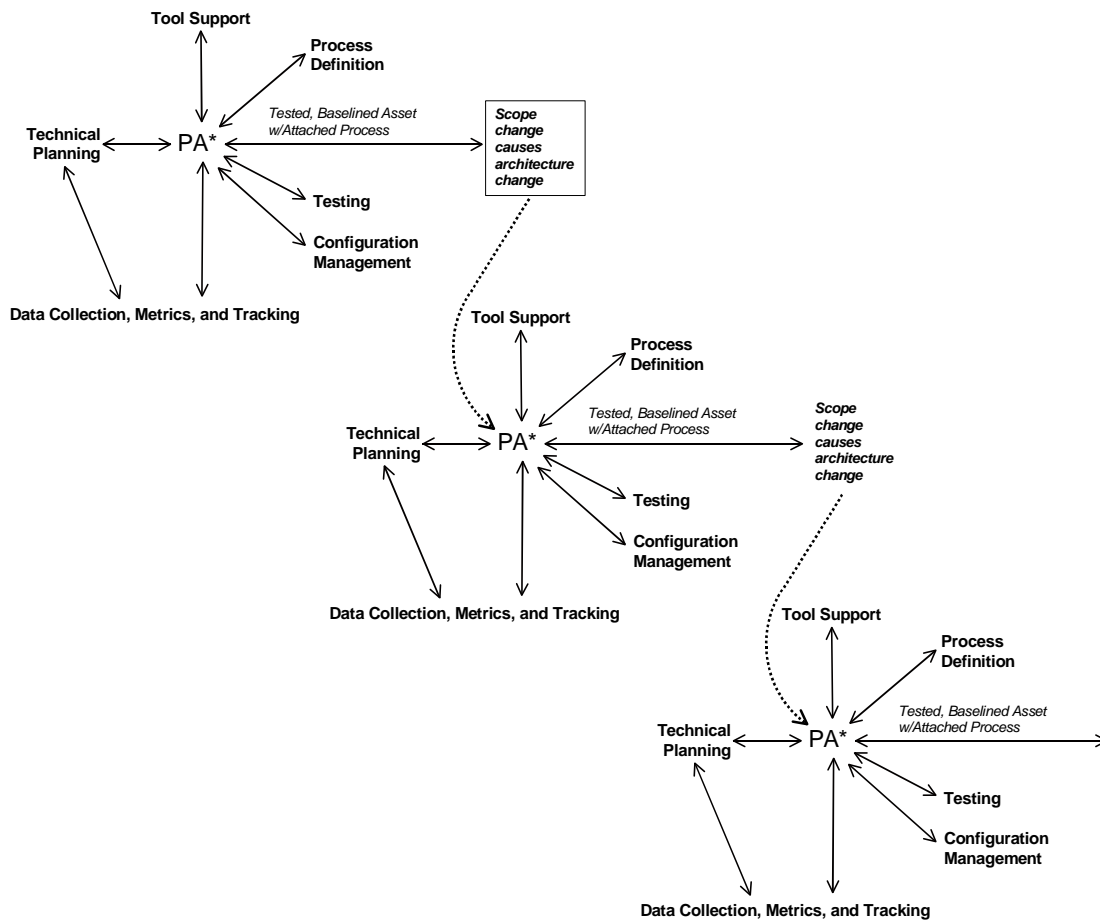 Tool Support
Process
Definition
Tested, Baselined Asset
w/Attached Process
Scope
change
causes
architecture
change
Technical
Planning
PA*
Testing
Configuration
Management
Data Collection, Metrics, and Tracking
Tool Support
Process
Definition
Tested, Baselined Asset
w/Attached Process
Scope
change
causes
architecture
change
Technical
Planning
PA*
Testing
Configuration
Management
Data Collection, Metrics, and Tracking
Tool Support
Process
Definition
Tested, Baselined Asset
w/Attached Process
Technical
Planning
PA*
Testing
Configuration
Management
Data Collection, Metrics, and Tracking